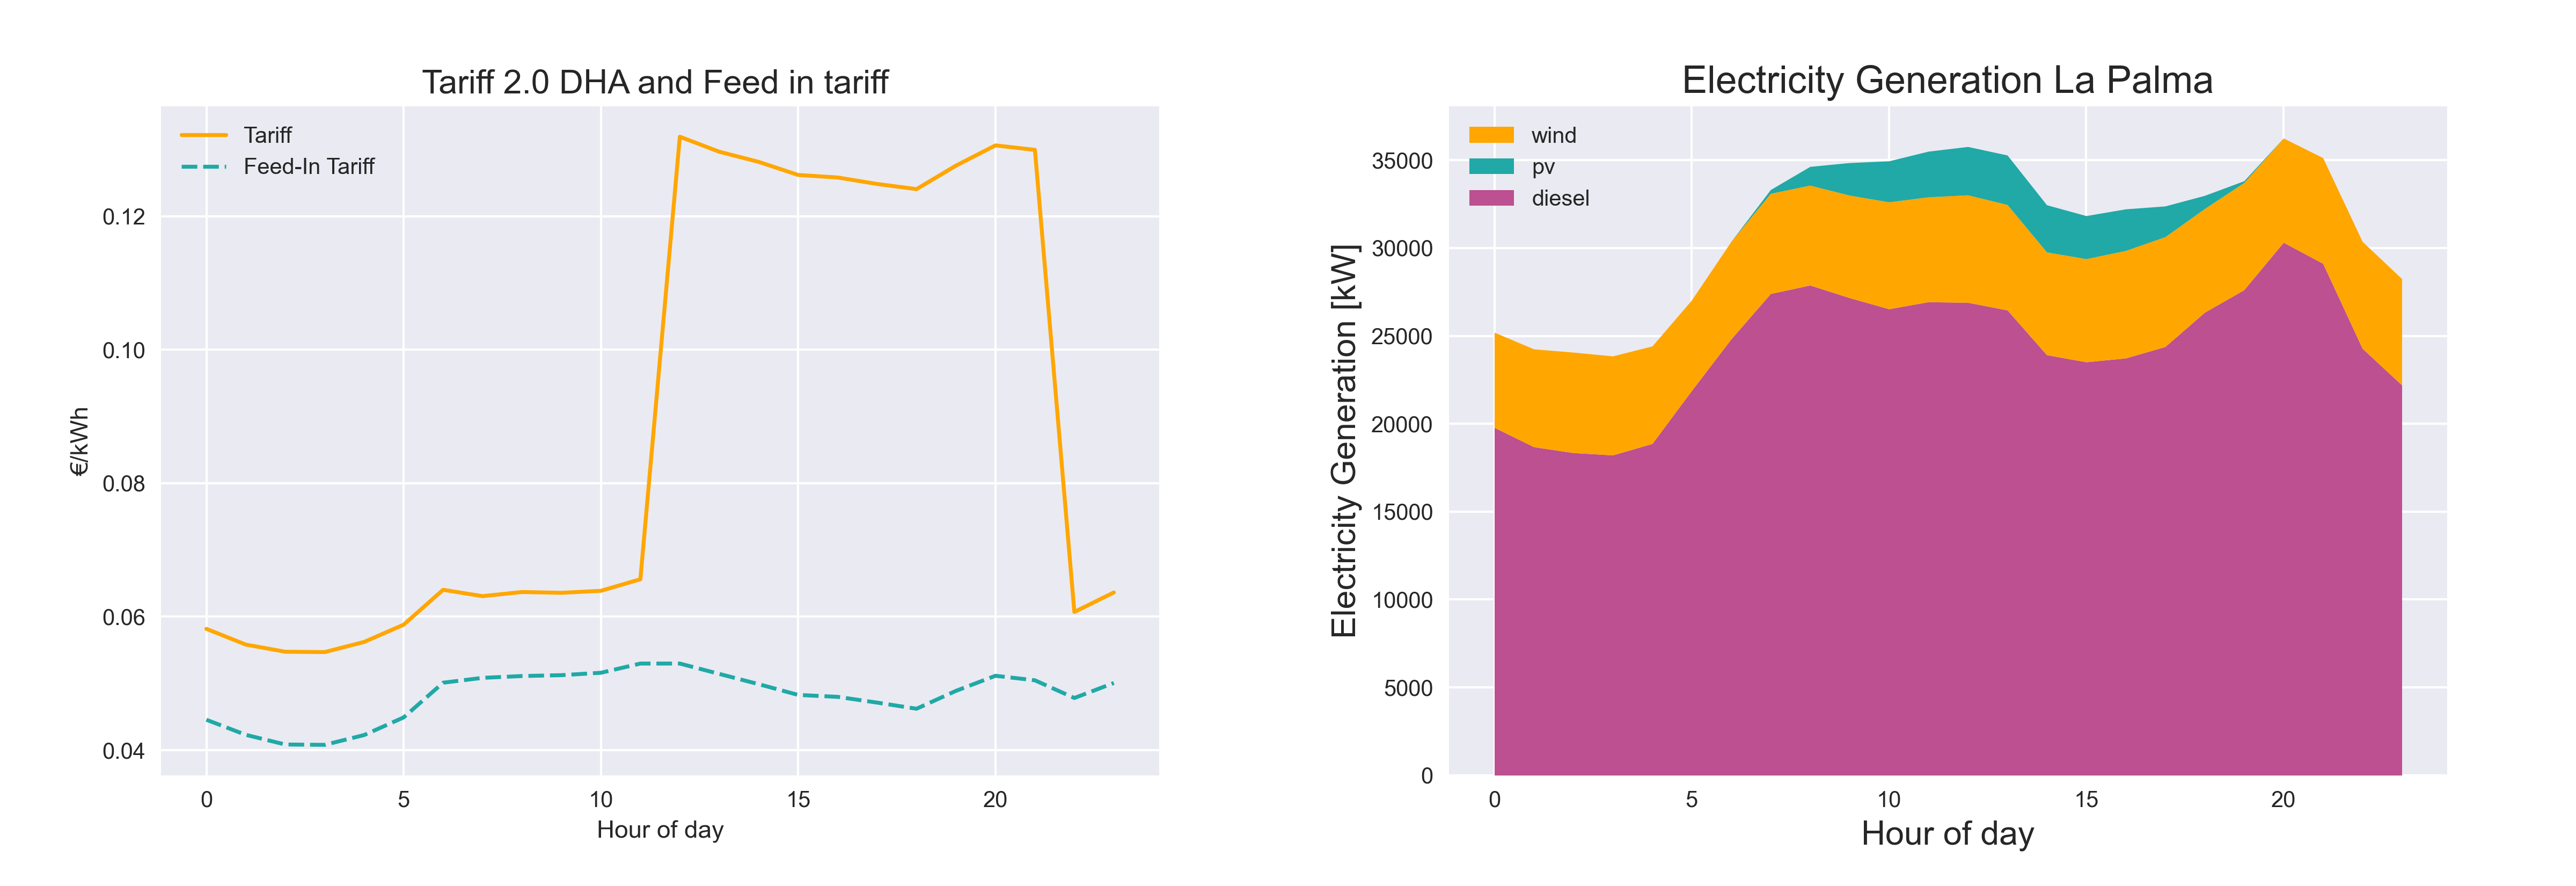 Tariff 2.0 DHA and Feed in tariff
Tariff
Feed-In Tariff
0.12
0.10
0.08
0.06
0.04
€/kWh
0 5 10 15 20
Hour of day
Electricity Generation La Palma
wind
pv
diesel
35000
30000
25000
20000
15000
10000
5000
0
Electricity Generation [kW]
0 5 10 15 20
Hour of day